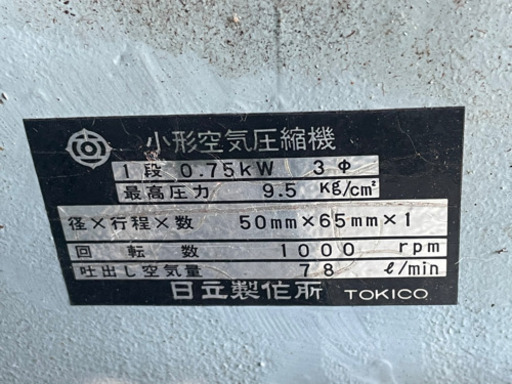 小形空気圧縮機
1段 0.75kW 3Φ
最高圧力 9.5 Kg/cm²
径×行程×数 50mm×65mm×1
回転数 1000 rpm
吐出し空気量 78 ℓ/min
日立製作所 TOKICO